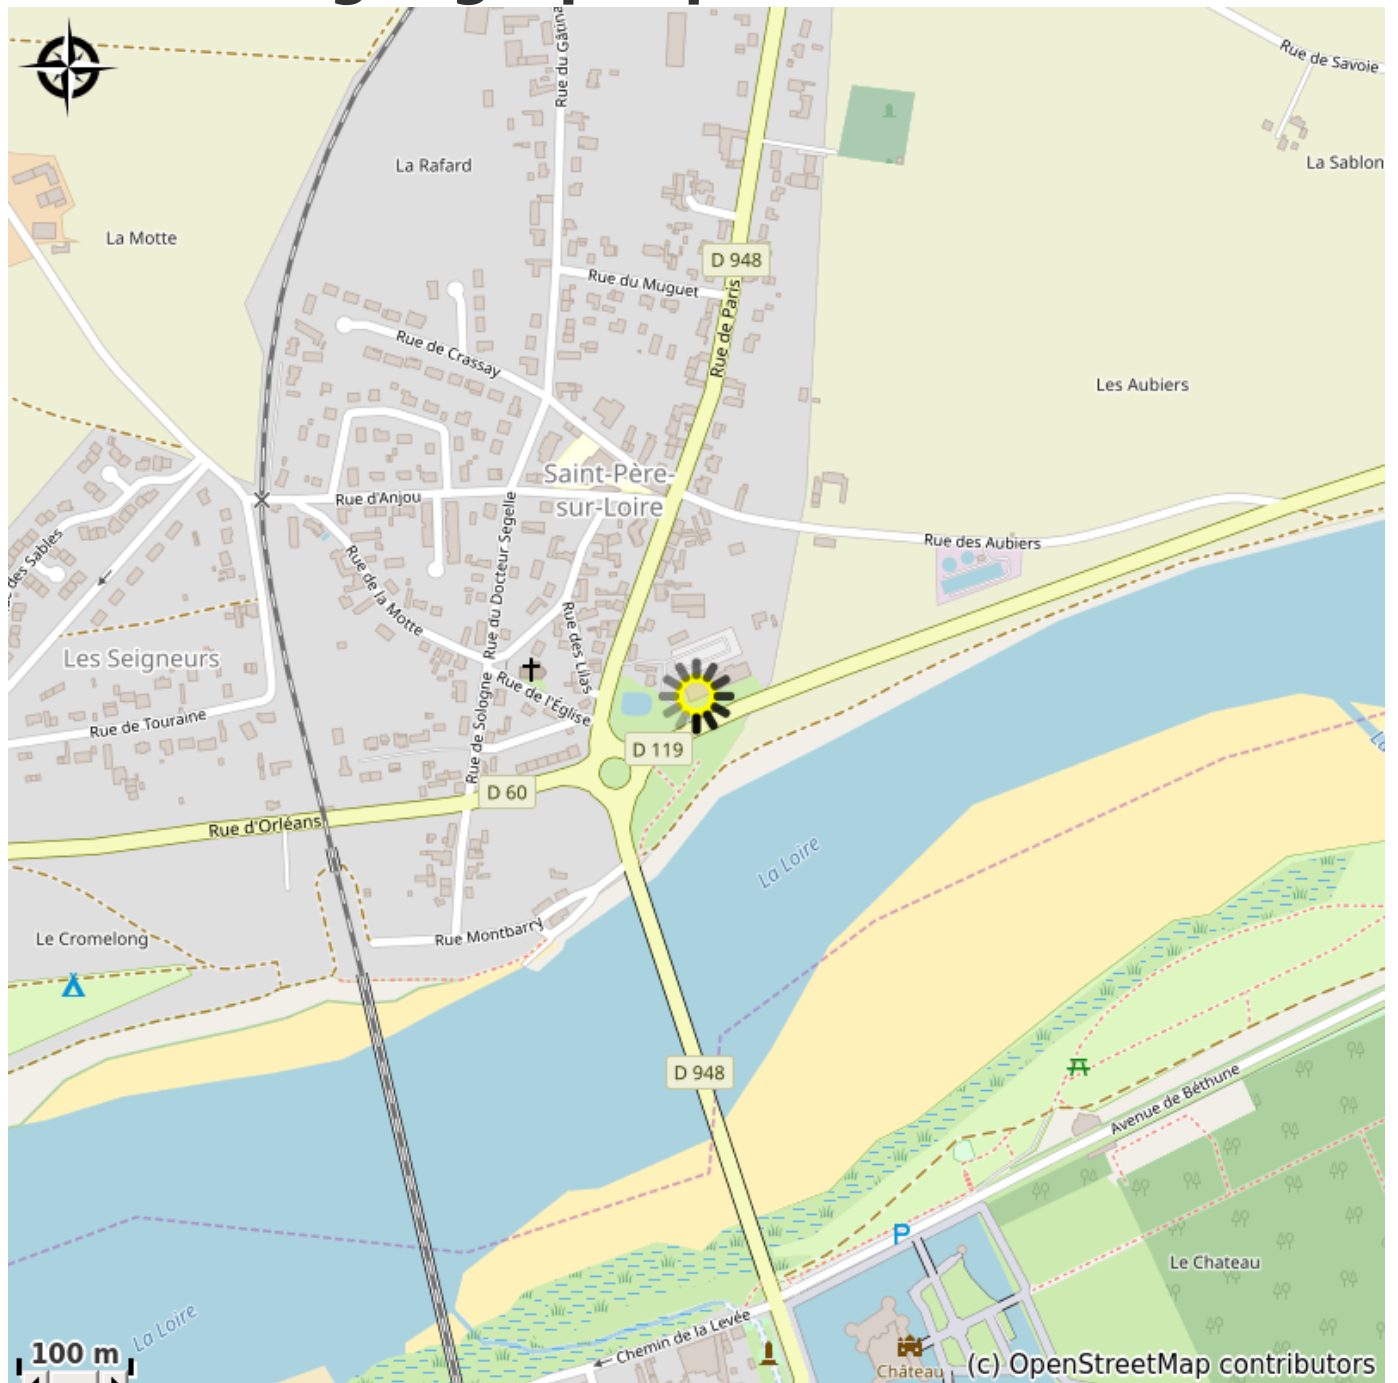 Rue du Gâtina
Rue de Savoie
La Rafard
La Sablon
La Motte
D 948
Rue du Muguet
Rue de Paris
Rue de Crassay
Les Aubiers
Saint-Père-
sur-Loire
Rue d'Anjou
Rue du Docteur Segelle
Rue des Aubiers
des Sables
Rue de la Motte
Rue des Lilas
Les Seigneurs
Rue de l'Église
Rue de Sologne
Rue de Touraine
D 119
D 60
Rue d'Orléans
La Loire
Le Cromelong
Rue Montbarry
D 948
Avenue de Béthune
P
Le Chateau
La Loire
Chemin de la Levée
100 m
Château
(c) OpenStreetMap contributors